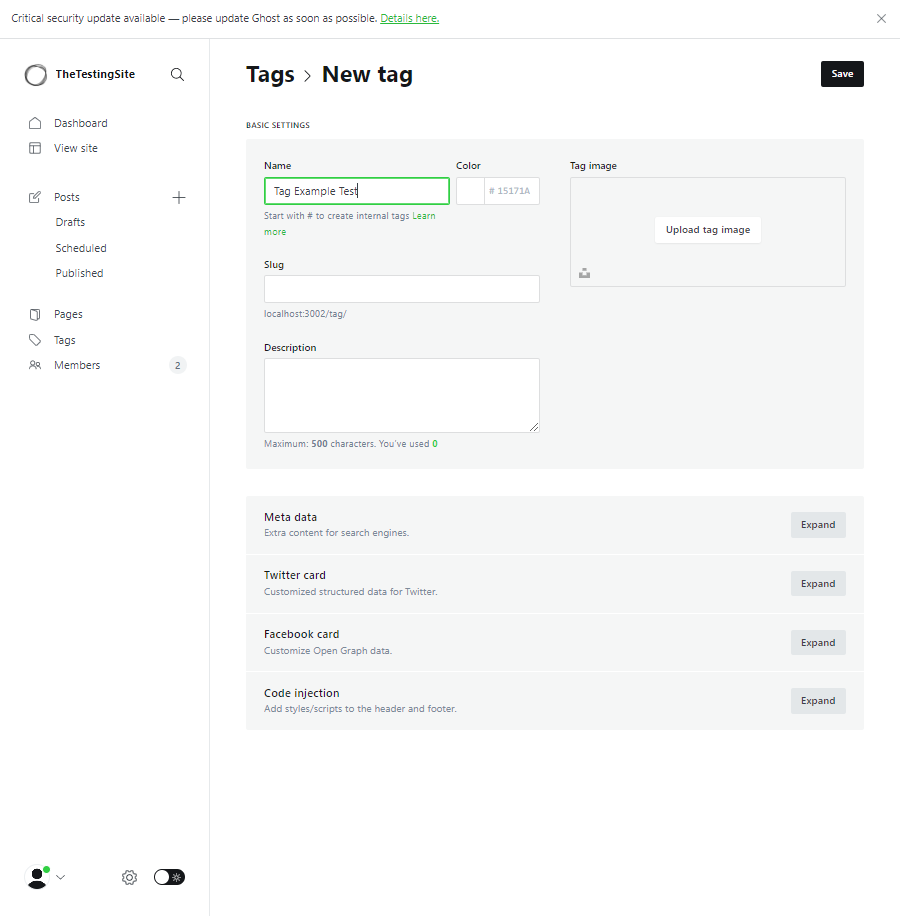 Critical security update available — please update Ghost as soon as possible. Details here.
TheTestingSite
Dashboard
View site
Posts
Drafts
Scheduled
Published
Pages
Tags
Members 2
Tags > New tag
Save
BASIC SETTINGS
Name
Tag Example Test
Start with # to create internal tags Learn
more
Color
# 15171A
Slug
localhost:3002/tag/
Description
Maximum: 500 characters. You've used 0
Tag image
Upload tag image
Meta data
Extra content for search engines.
Expand
Twitter card
Customized structured data for Twitter.
Expand
Facebook card
Customize Open Graph data.
Expand
Code injection
Add styles/scripts to the header and footer.
Expand